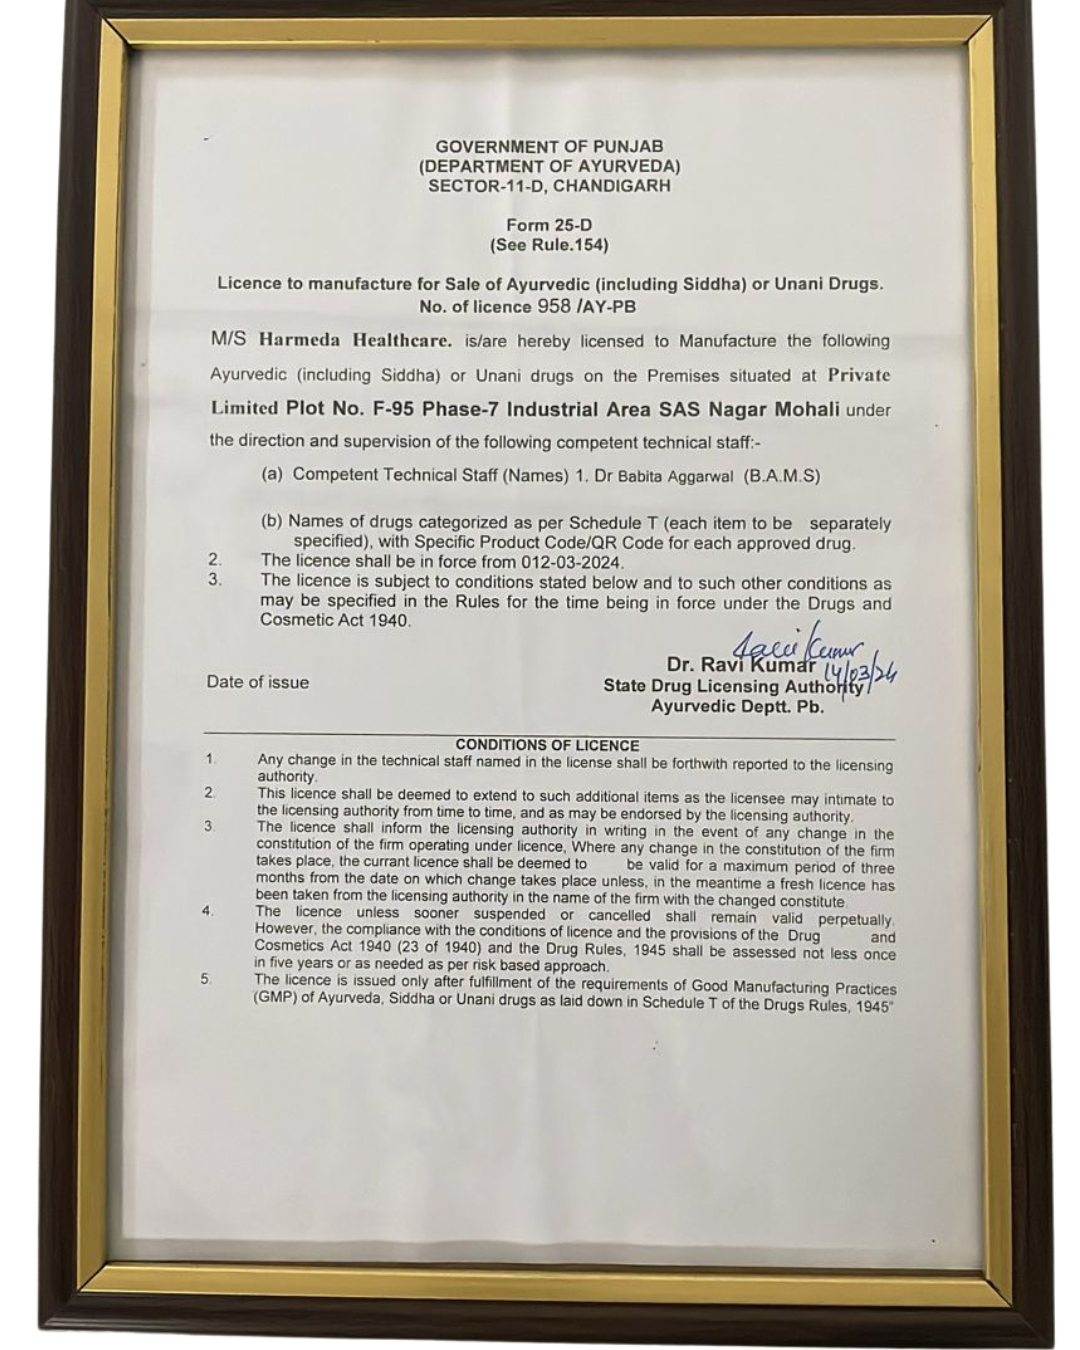 GOVERNMENT OF PUNJAB
(DEPARTMENT OF AYURVEDA)
SECTOR-11-D, CHANDIGARH
Form 25-D
(See Rule.154)
Licence to manufacture for Sale of Ayurvedic (including Siddha) or Unani Drugs.
No. of licence 958 /AY-PB
M/S Harmeda Healthcare. is/are hereby licensed to Manufacture the following
Ayurvedic (including Siddha) or Unani drugs on the Premises situated at Private
Limited Plot No. F-95 Phase-7 Industrial Area SAS Nagar Mohali under
the direction and supervision of the following competent technical staff:-
(a) Competent Technical Staff (Names) 1. Dr Babita Aggarwal (B.A.M.S)
(b) Names of drugs categorized as per Schedule T (each item to be separately
specified), with Specific Product Code/QR Code for each approved drug.
2. The licence shall be in force from 012-03-2024.
3. The licence is subject to conditions stated below and to such other conditions as
may be specified in the Rules for the time being in force under the Drugs and
Cosmetic Act 1940.
Ravi Kumar
Dr. Ravi Kumar 14/03/24
Date of issue State Drug Licensing Authority
Ayurvedic Deptt. Pb.
CONDITIONS OF LICENCE
1. Any change in the technical staff named in the license shall be forthwith reported to the licensing
authority.
2. This licence shall be deemed to extend to such additional items as the licensee may intimate to
the licensing authority from time to time, and as may be endorsed by the licensing authority.
3. The licence shall inform the licensing authority in writing in the event of any change in the
constitution of the firm operating under licence, Where any change in the constitution of the firm
takes place, the currant licence shall be deemed to be valid for a maximum period of three
months from the date on which change takes place unless, in the meantime a fresh licence has
been taken from the licensing authority in the name of the firm with the changed constitute.
4. The licence unless sooner suspended or cancelled shall remain valid perpetually.
However, the compliance with the conditions of licence and the provisions of the Drug and
Cosmetics Act 1940 (23 of 1940) and the Drug Rules, 1945 shall be assessed not less once
in five years or as needed as per risk based approach.
5. The licence is issued only after fulfillment of the requirements of Good Manufacturing Practices
(GMP) of Ayurveda, Siddha or Unani drugs as laid down in Schedule T of the Drugs Rules, 1945"